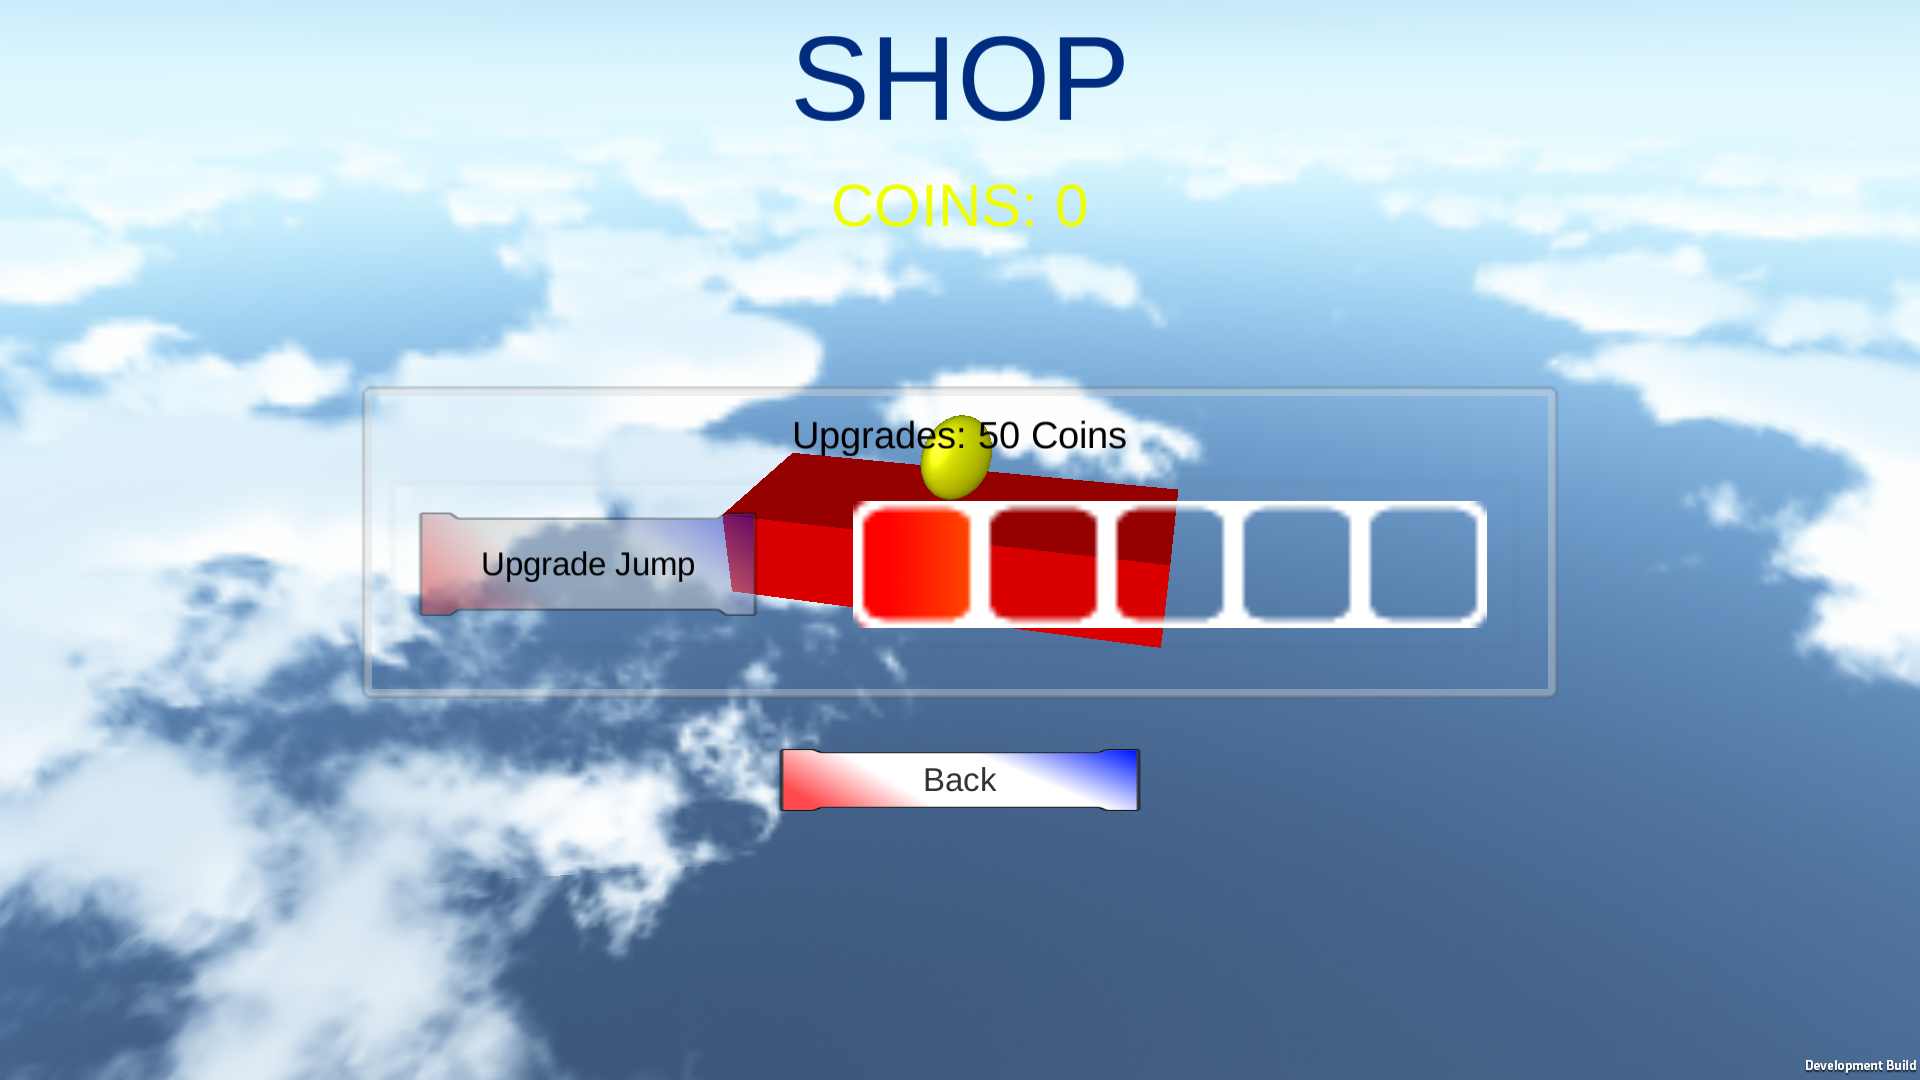 SHOP
COINS: 0
Upgrades: 50 Coins
Upgrade Jump
Back
Development Build